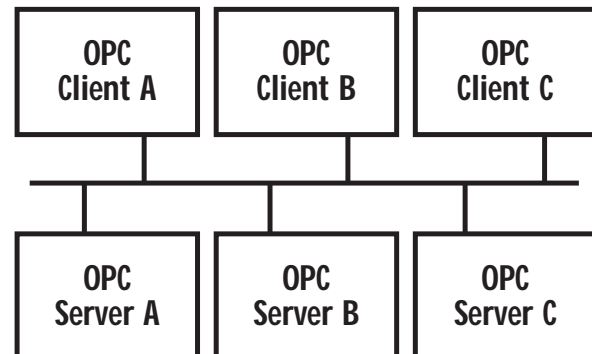 OPC
Client A
OPC
Client B
OPC
Client C
OPC
Server A
OPC
Server B
OPC
Server C